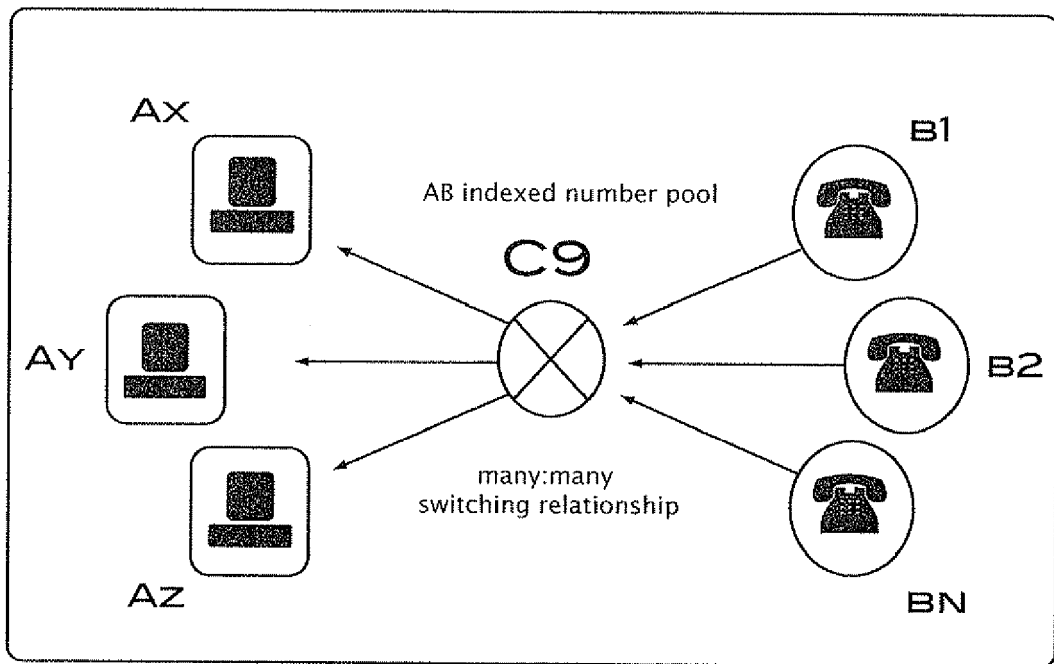 AX
B1
AB indexed number pool
C9
AY
B2
many:many
switching relationship
AZ
BN